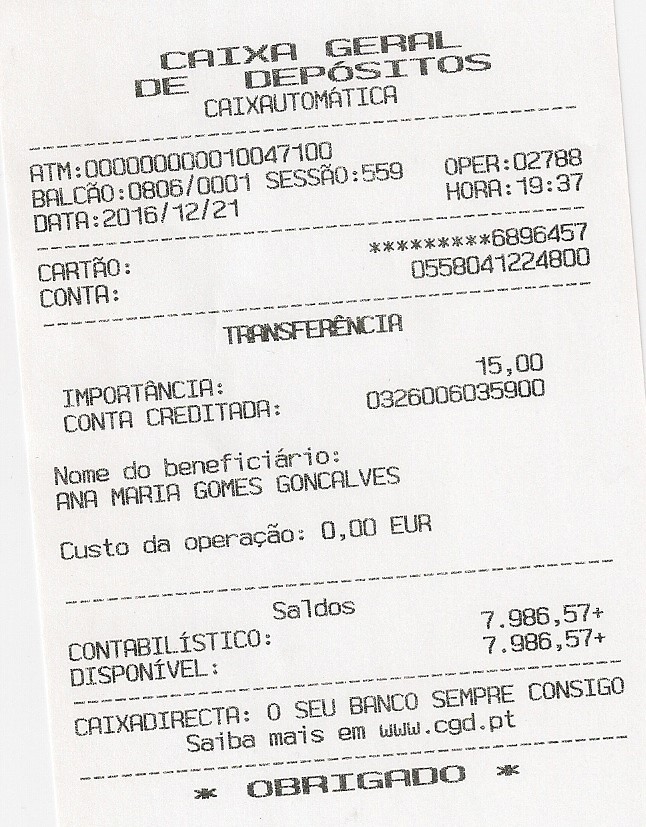 CAIXA GERAL
DE DEPÓSITOS
CAIXAUTOMÁTICA
ATM:000000000010047100
BALCÃO:0806/0001 SESSÃO:559 OPER:02788
DATA:2016/12/21 HORA:19:37
CARTÃO: *********6896457
CONTA: 0558041224800
TRANSFERÊNCIA
IMPORTÂNCIA: 15,00
CONTA CREDITADA: 0326006035900
Nome do beneficiário:
ANA MARIA GOMES GONCALVES
Custo da operação: 0,00 EUR
Saldos
CONTABILÍSTICO: 7.986,57+
DISPONÍVEL: 7.986,57+
CAIXADIRECTA: O SEU BANCO SEMPRE CONSIGO
Saiba mais em www.cgd.pt
* OBRIGADO *